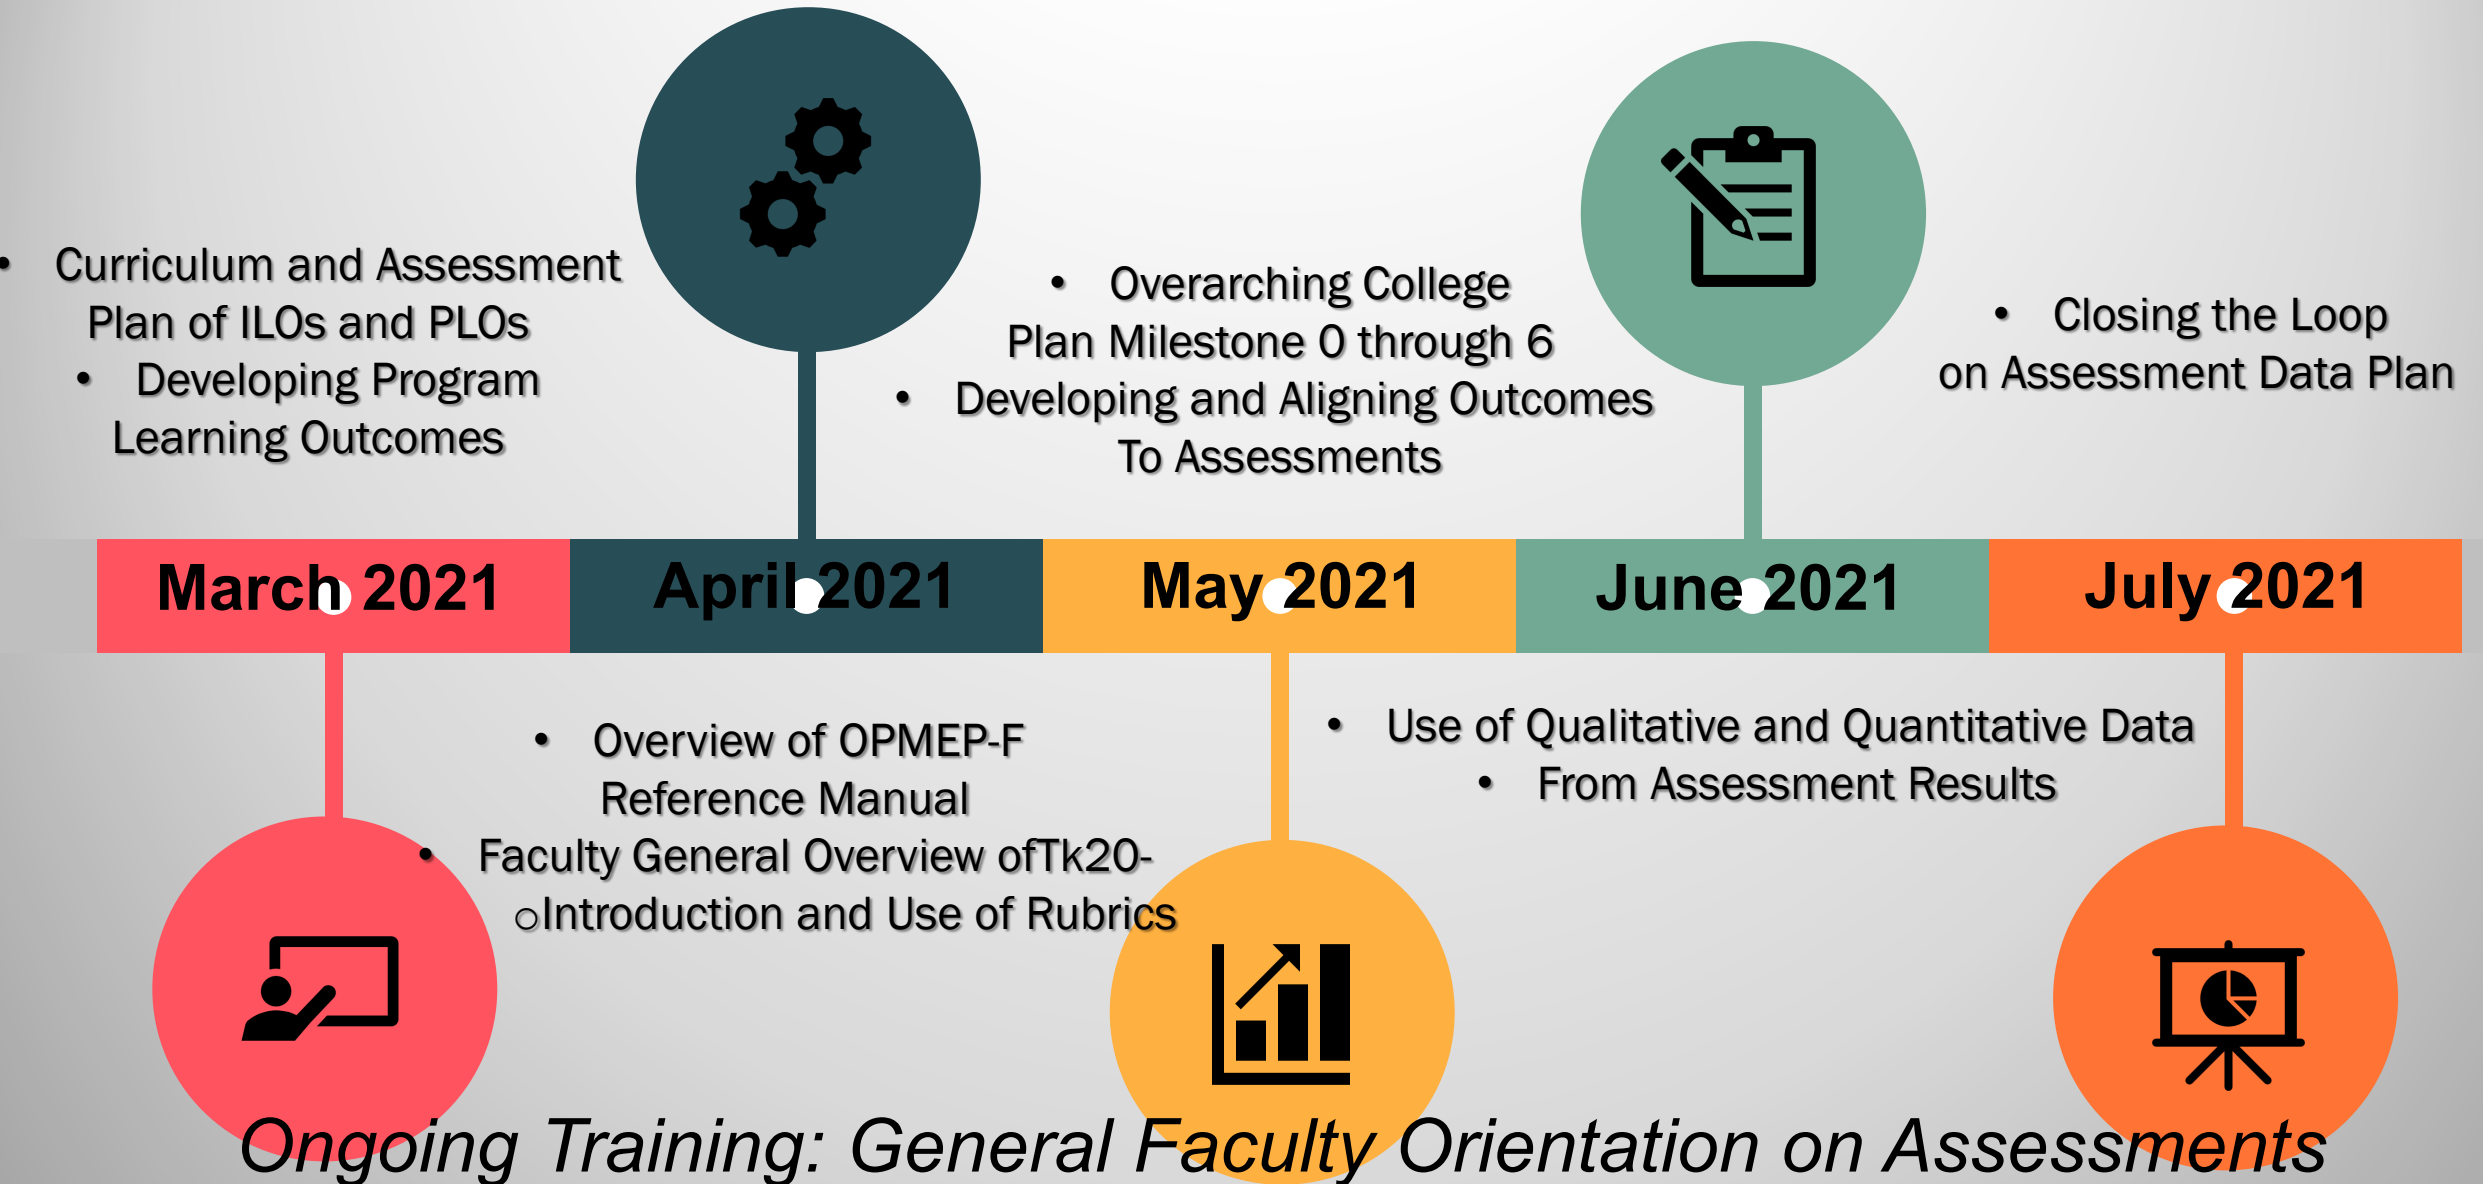 • Curriculum and Assessment
Plan of ILOs and PLOs
• Developing Program
Learning Outcomes
• Overarching College
Plan Milestone 0 through 6
• Developing and Aligning Outcomes
To Assessments
• Closing the Loop
on Assessment Data Plan
March 2021
April 2021
May 2021
June 2021
July 2021
• Overview of OPMEP-F
Reference Manual
• Faculty General Overview ofTk20-
oIntroduction and Use of Rubrics
• Use of Qualitative and Quantitative Data
• From Assessment Results
Ongoing Training: General Faculty Orientation on Assessments